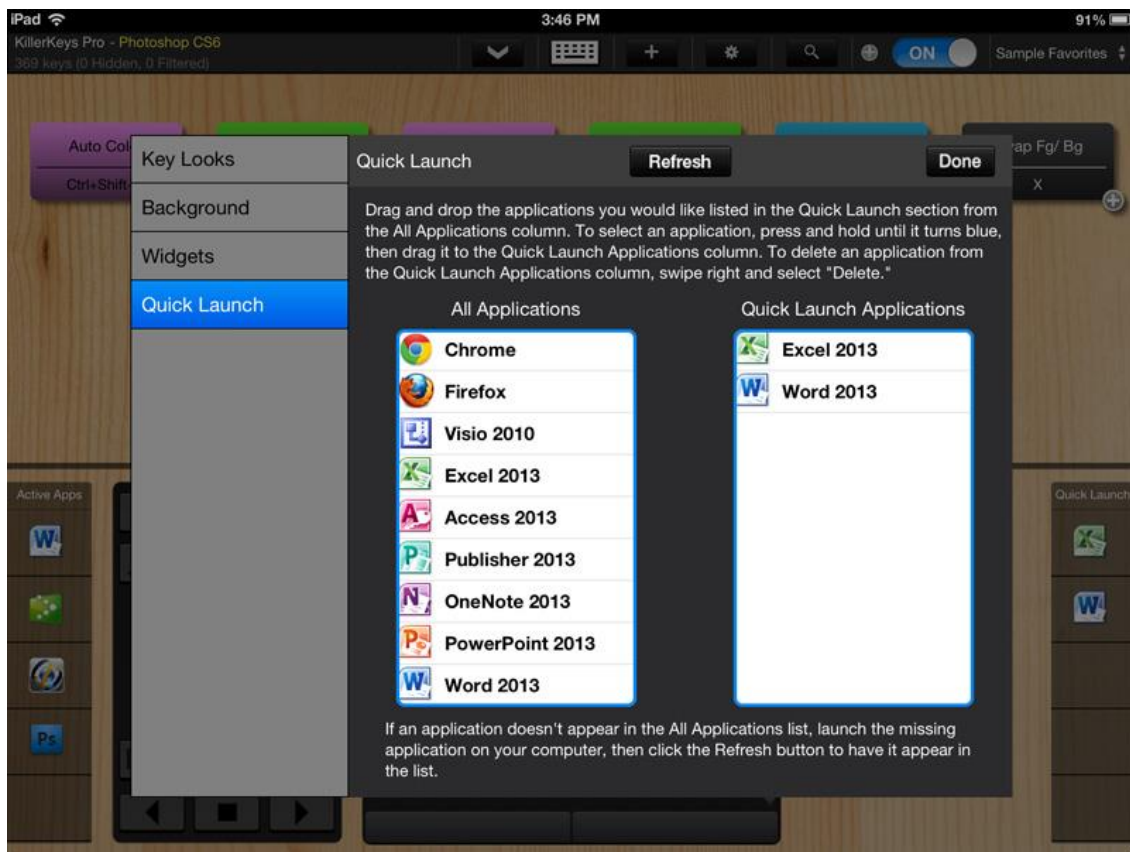 iPad
3:46 PM
91%
KillerKeys Pro - Photoshop CS6
369 keys (0 Hidden, 0 Filtered)
ON
Sample Favorites
Auto Col
Ctrl+Shift
ap Fg/ Bg
X
Key Looks
Background
Widgets
Quick Launch
Quick Launch
Refresh
Done
Drag and drop the applications you would like listed in the Quick Launch section from
the All Applications column. To select an application, press and hold until it turns blue,
then drag it to the Quick Launch Applications column. To delete an application from
the Quick Launch Applications column, swipe right and select "Delete."
All Applications
Chrome
Firefox
Visio 2010
Excel 2013
Access 2013
Publisher 2013
OneNote 2013
PowerPoint 2013
Word 2013
Quick Launch Applications
Excel 2013
Word 2013
If an application doesn't appear in the All Applications list, launch the missing
application on your computer, then click the Refresh button to have it appear in
the list.
Active Apps
Ps
Quick Launch